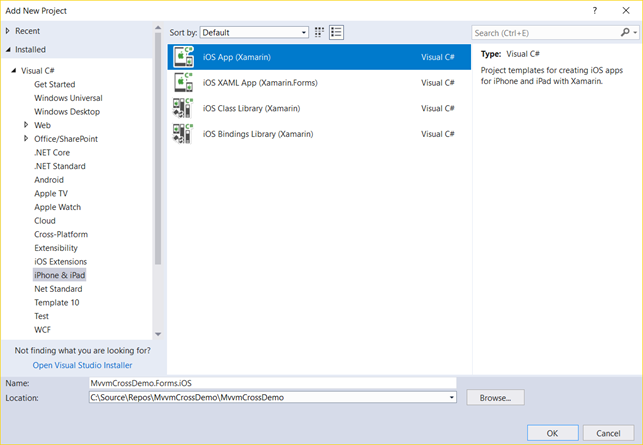 Add New Project
? ×
Recent
Installed
Visual C#
Get Started
Windows Universal
Windows Desktop
Web
Office/SharePoint
.NET Core
.NET Standard
Android
Apple TV
Apple Watch
Cloud
Cross-Platform
Extensibility
iOS Extensions
iPhone & iPad
Net Standard
Template 10
Test
WCF
Not finding what you are looking for?
Open Visual Studio Installer
Sort by: Default
iOS App (Xamarin) Visual C#
iOS XAML App (Xamarin.Forms) Visual C#
iOS Class Library (Xamarin) Visual C#
iOS Bindings Library (Xamarin) Visual C#
Search (Ctrl+E)
Type: Visual C#
Project templates for creating iOS apps
for iPhone and iPad with Xamarin.
Name: MvvmCrossDemo.Forms.iOS
Location: C:\Source\Repos\MvvmCrossDemo\MvvmCrossDemo
Browse...
OK Cancel